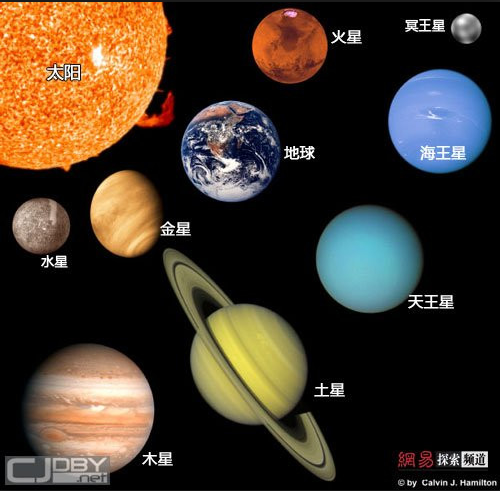 太阳
火星
冥王星
海王星
地球
水星
金星
天王星
土星
木星
網易 探索 频道
CJDBY.net
© by Calvin J. Hamilton